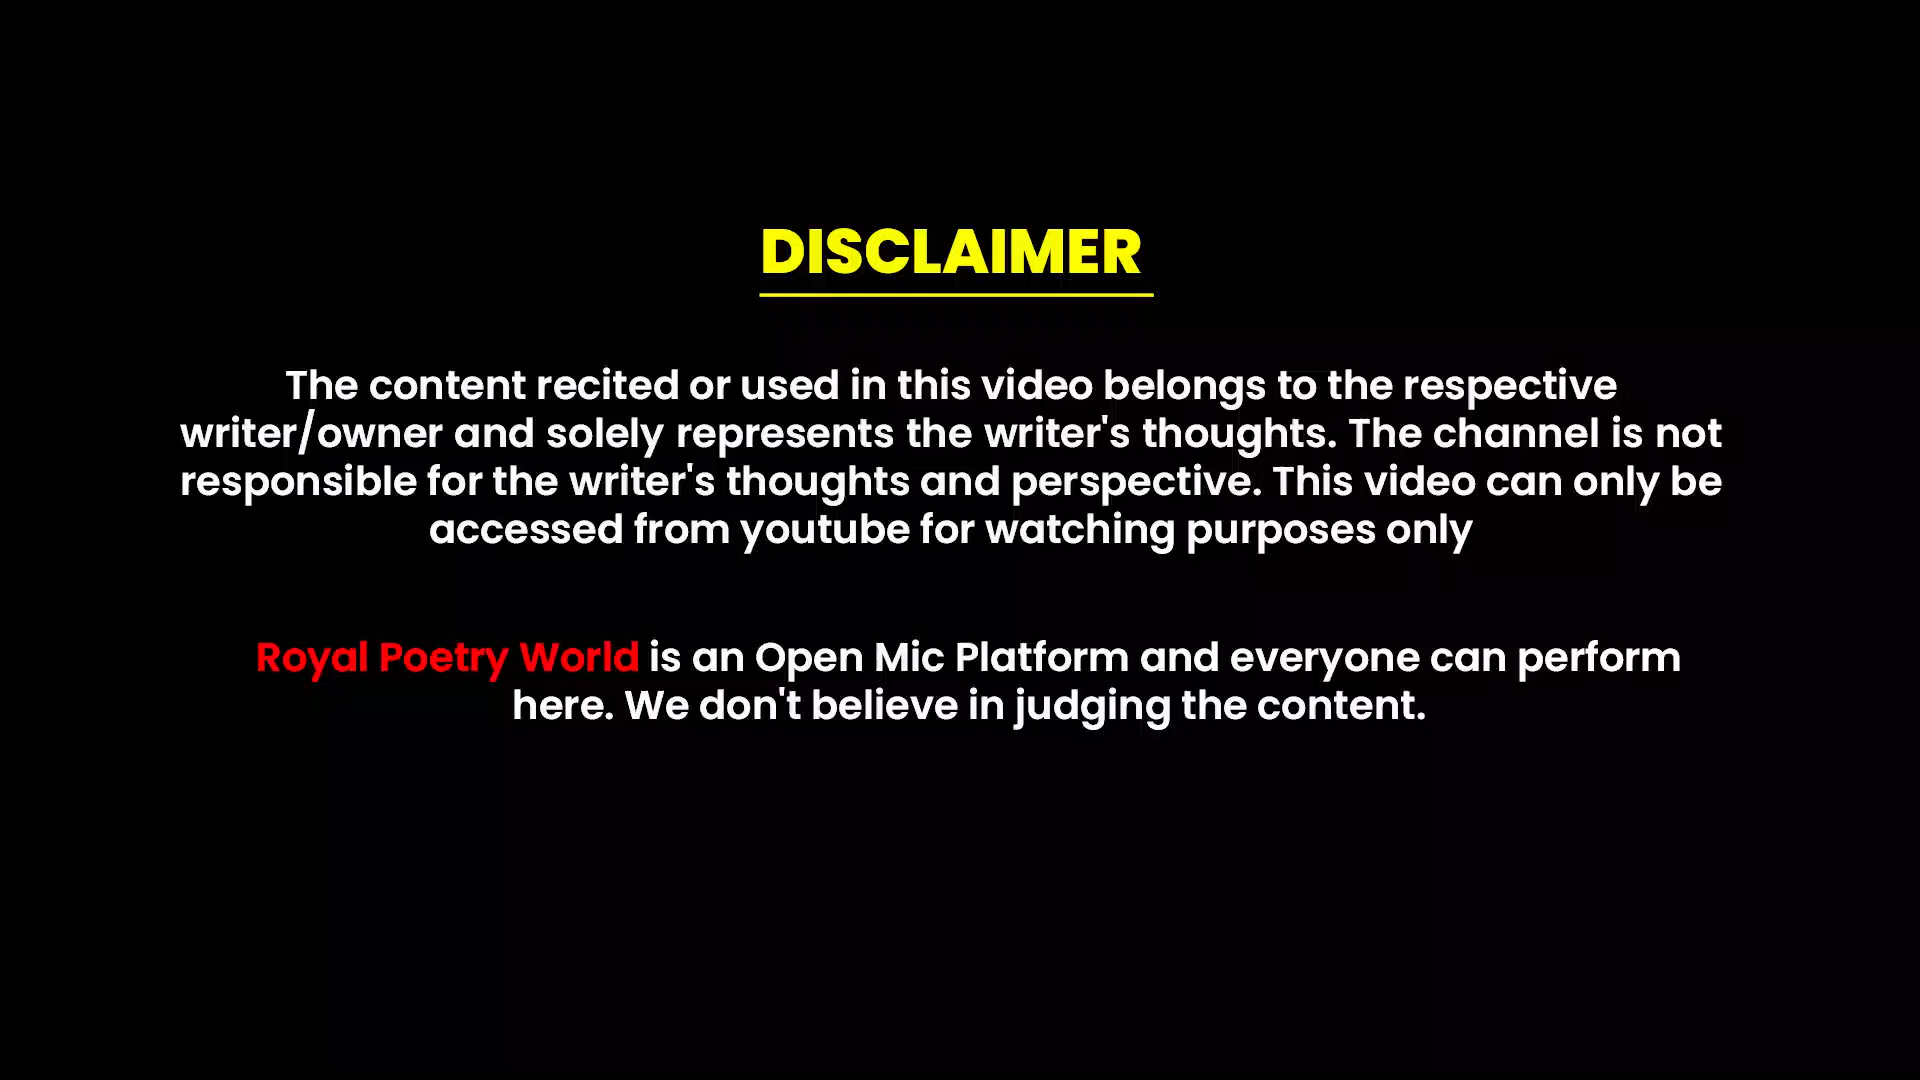 DISCLAIMER
The content recited or used in this video belongs to the respective
writer/owner and solely represents the writer's thoughts. The channel is not
responsible for the writer's thoughts and perspective. This video can only be
accessed from youtube for watching purposes only
Royal Poetry World is an Open Mic Platform and everyone can perform
here. We don't believe in judging the content.